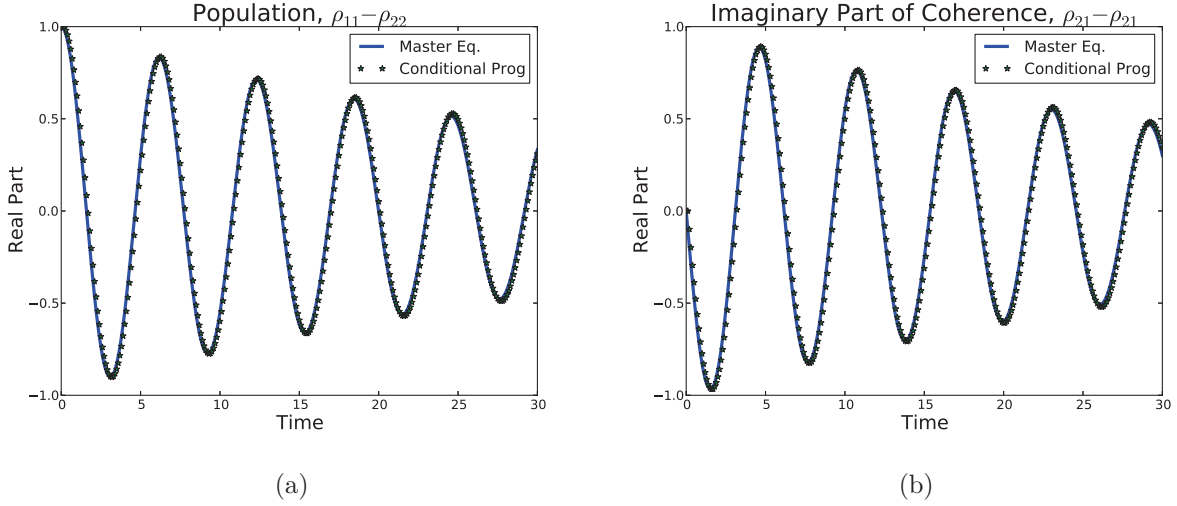 Population, ρ₁₁−ρ₂₂
1.0
0.5
0.0
−0.5
−1.0
Real Part
Master Eq.
Conditional Prog
0 5 10 15 20 25 30
Time
(a)
Imaginary Part of Coherence, ρ₂₁−ρ₂₁
1.0
0.5
0.0
−0.5
−1.0
Real Part
Master Eq.
Conditional Prog
0 5 10 15 20 25 30
Time
(b)